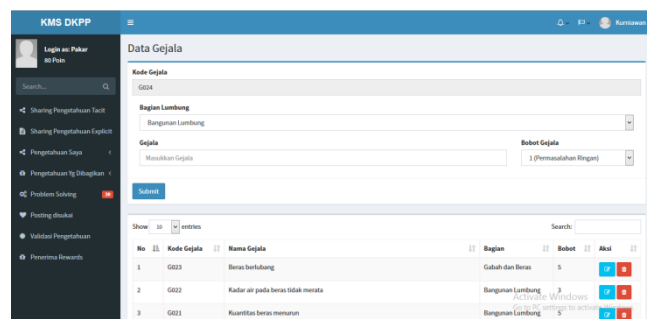 KMS DKPP
Kurniawan
Login as: Pakar
80 Poin
Search...
Sharing Pengetahuan Tacit
Sharing Pengetahuan Explicit
Pengetahuan Saya
Pengetahuan Yg Dibagikan
Problem Solving
Posting disukai
Validasi Pengetahuan
Penerima Rewards
Data Gejala
Kode Gejala
G024
Bagian Lumbung
Bangunan Lumbung
Gejala Bobot Gejala
Masukkan Gejala 1 (Permasalahan Ringan)
Submit
Show 10 entries Search:
No Kode Gejala Nama Gejala Bagian Bobot Aksi
1 G023 Beras berlubang Gabah dan Beras 5
2 G022 Kadar air pada beras tidak merata Bangunan Lumbung 3
Activate Windows
3 G021 Kuantitas beras menurun Bangunan Lumbung 5
Go to PC settings to activate